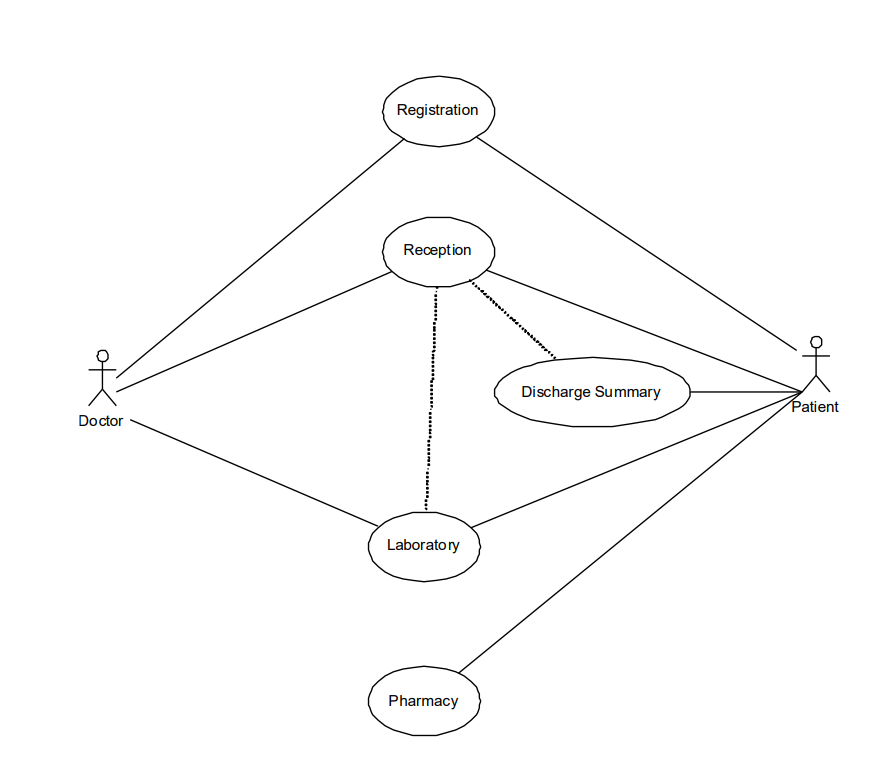 Registration
Reception
Discharge Summary
Patient
Doctor
Laboratory
Pharmacy